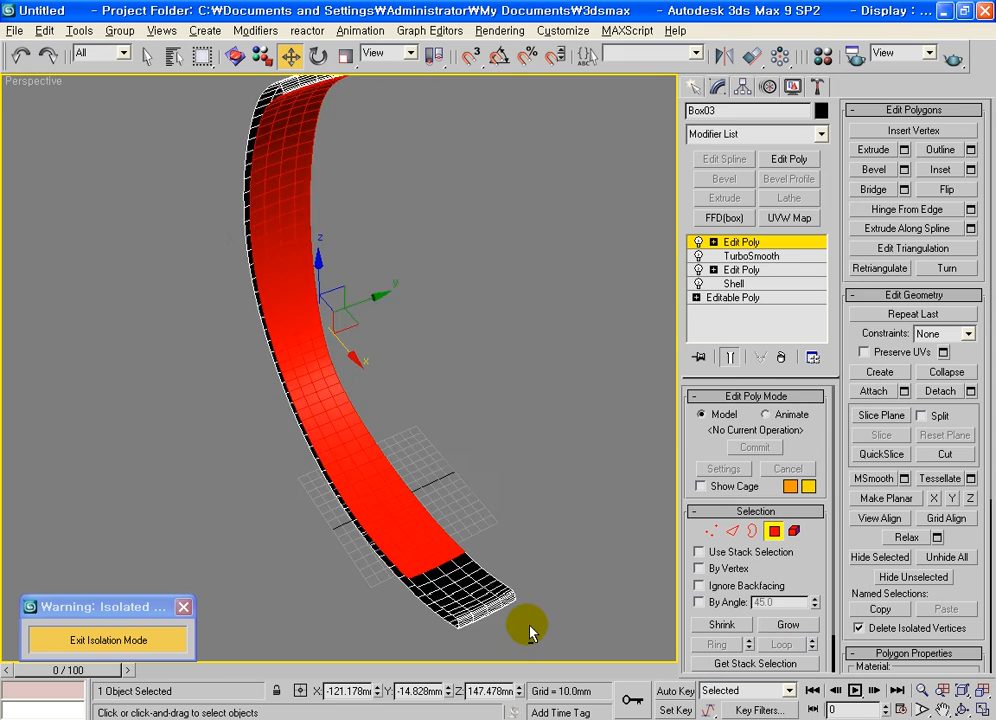 Untitled - Project Folder: C:₩Documents and Settings₩Administrator₩My Documents₩3dsmax - Autodesk 3ds Max 9 SP2 - Display : ...
File Edit Tools Group Views Create Modifiers reactor Animation Graph Editors Rendering Customize MAXScript Help
All View View
Perspective
z
y
x
Box03
Modifier List
Edit Spline Edit Poly
Bevel Bevel Profile
Extrude Lathe
FFD(box) UVW Map
Edit Poly
TurboSmooth
Edit Poly
Shell
Editable Poly
- Edit Poly Mode
Model Animate
<No Current Operation>
Commit
Settings Cancel
Show Cage
- Selection
Use Stack Selection
By Vertex
Ignore Backfacing
By Angle: 45.0
Shrink Grow
Ring Loop
Get Stack Selection
- Edit Polygons
Insert Vertex
Extrude Outline
Bevel Inset
Bridge Flip
Hinge From Edge
Extrude Along Spline
Edit Triangulation
Retriangulate Turn
- Edit Geometry
Repeat Last
Constraints: None
Preserve UVs
Create Collapse
Attach Detach
Slice Plane Split
Slice Reset Plane
QuickSlice Cut
MSmooth Tessellate
Make Planar X Y Z
View Align Grid Align
Relax
Hide Selected Unhide All
Hide Unselected
Named Selections:
Copy Paste
Delete Isolated Vertices
- Polygon Properties
Material:
Warning: Isolated ...
Exit Isolation Mode
< 0 / 100 >
1 Object Selected X: -121.178mm Y: -14.828mm Z: 147.478mm Grid = 10.0mm Auto Key Selected
Click or click-and-drag to select objects Add Time Tag Set Key Key Filters... 0